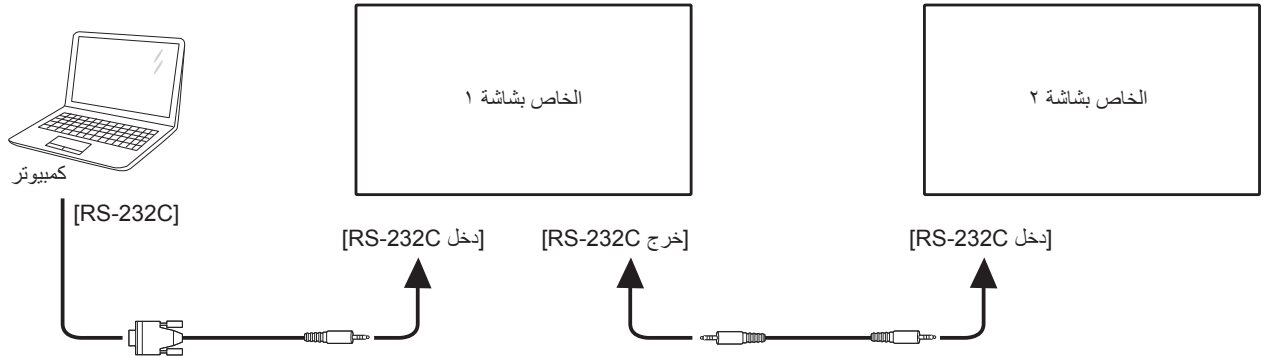 الخاص بشاشة ١
الخاص بشاشة ٢
كمبيوتر
[RS-232C]
[دخل RS-232C]
[خرج RS-232C]
[دخل RS-232C]